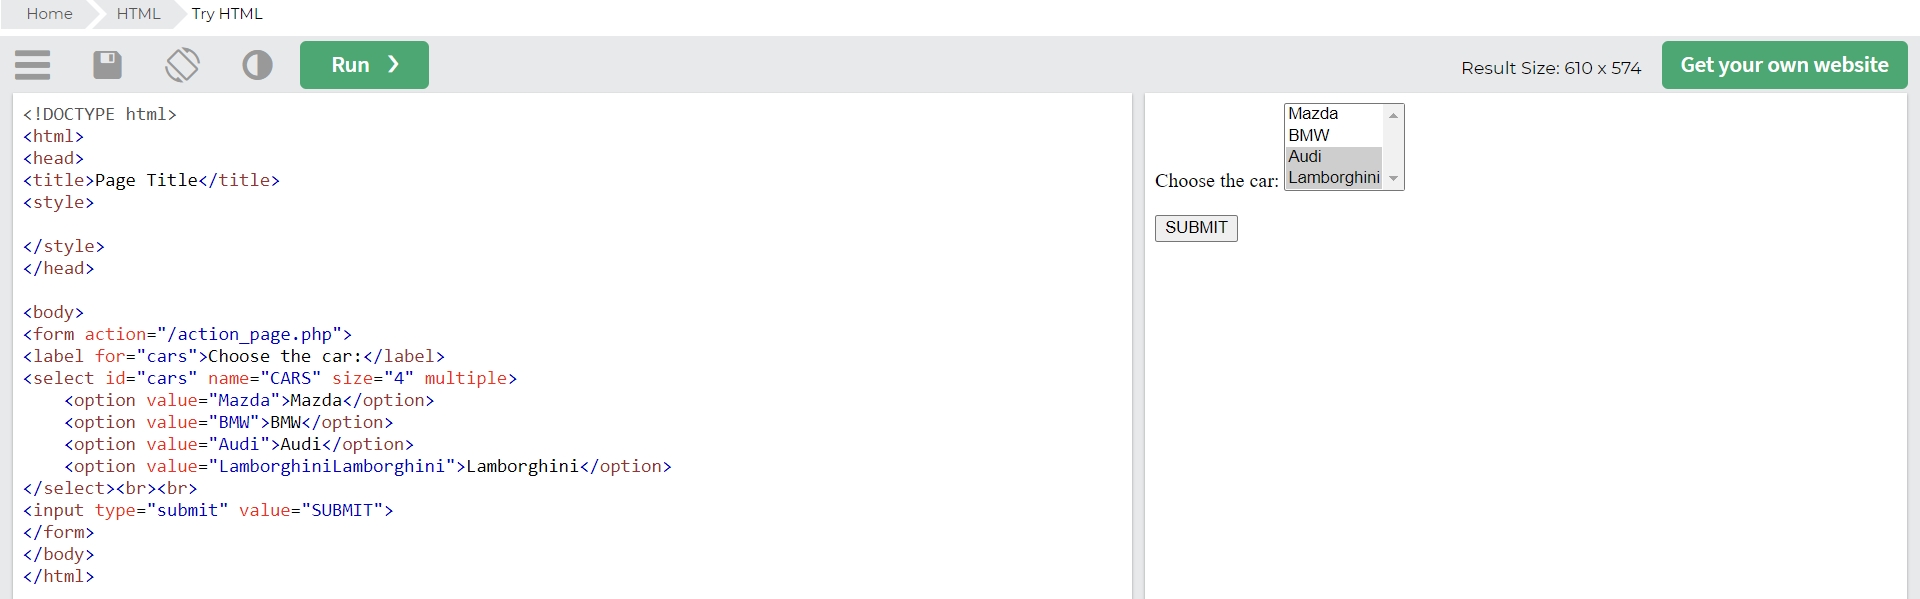 Home HTML Try HTML
Run ❯ Result Size: 610 x 574 Get your own website
<!DOCTYPE html>
<html>
<head>
<title>Page Title</title>
<style>
</style>
</head>
<body>
<form action="/action_page.php">
<label for="cars">Choose the car:</label>
<select id="cars" name="CARS" size="4" multiple>
    <option value="Mazda">Mazda</option>
    <option value="BMW">BMW</option>
    <option value="Audi">Audi</option>
    <option value="LamborghiniLamborghini">Lamborghini</option>
</select><br><br>
<input type="submit" value="SUBMIT">
</form>
</body>
</html>
Mazda
BMW
Audi
Choose the car: Lamborghini
SUBMIT